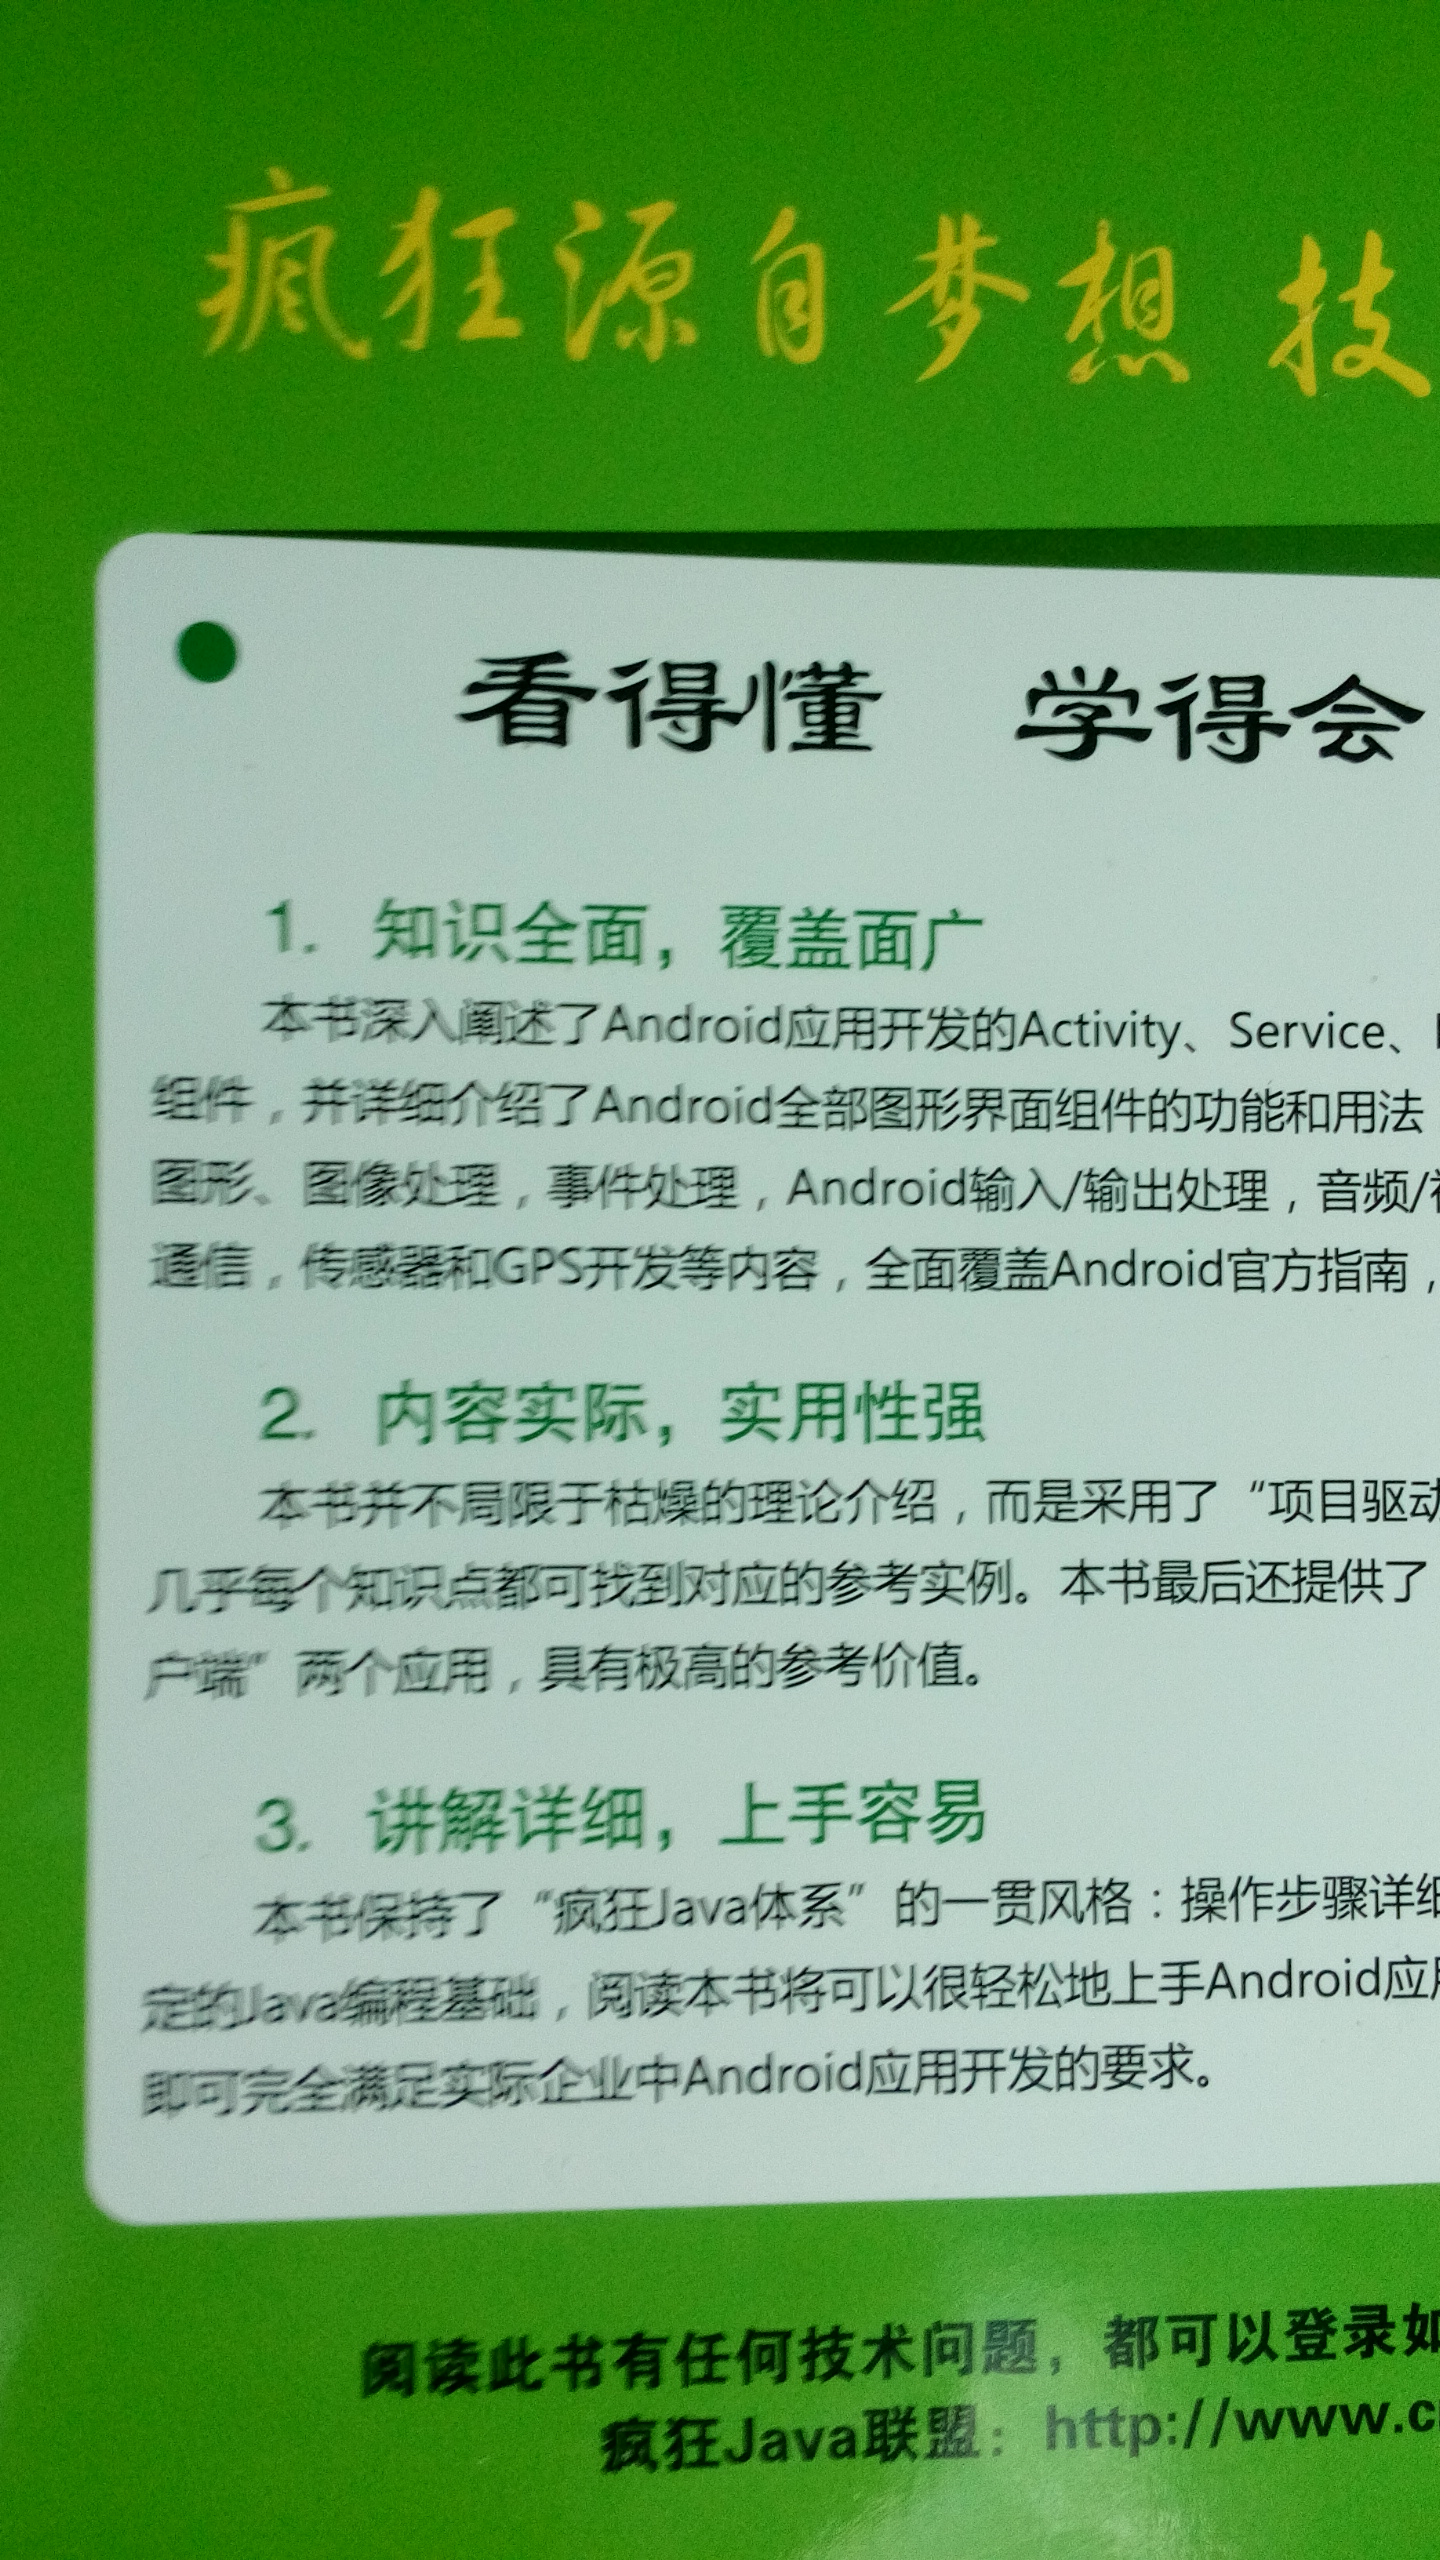 疯狂源自梦想 技
看得懂 学得会
1. 知识全面，覆盖面广
本书深入阐述了Android应用开发的Activity、Service、
组件，并详细介绍了Android全部图形界面组件的功能和用法
图形、图像处理，事件处理，Android输入/输出处理，音频/
通信，传感器和GPS开发等内容，全面覆盖Android官方指南，
2. 内容实际，实用性强
本书并不局限于枯燥的理论介绍，而是采用了“项目驱动
几乎每个知识点都可找到对应的参考实例。本书最后还提供了
户端”两个应用，具有极高的参考价值。
3. 讲解详细，上手容易
本书保持了“疯狂Java体系”的一贯风格：操作步骤详细
定的Java编程基础，阅读本书将可以很轻松地上手Android应用
即可完全满足实际企业中Android应用开发的要求。
阅读此书有任何技术问题，都可以登录如
疯狂Java联盟：http://www.c